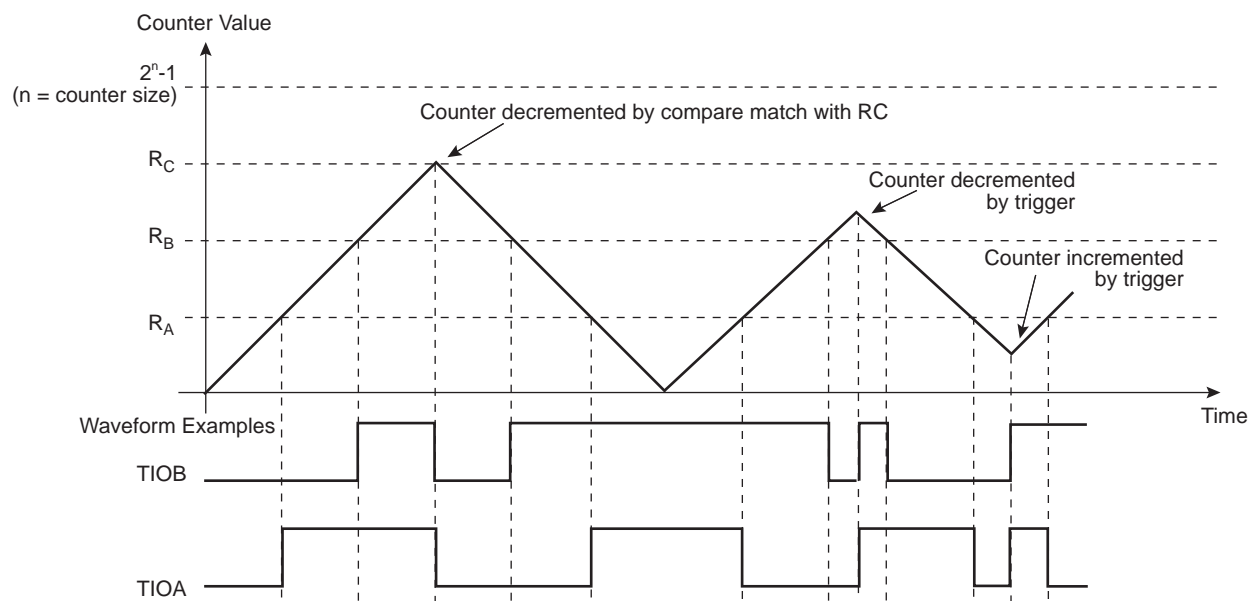 Counter Value
2ⁿ-1
(n = counter size)
Counter decremented by compare match with RC
R_C
Counter decremented
by trigger
R_B
Counter incremented
by trigger
R_A
Time
Waveform Examples
TIOB
TIOA